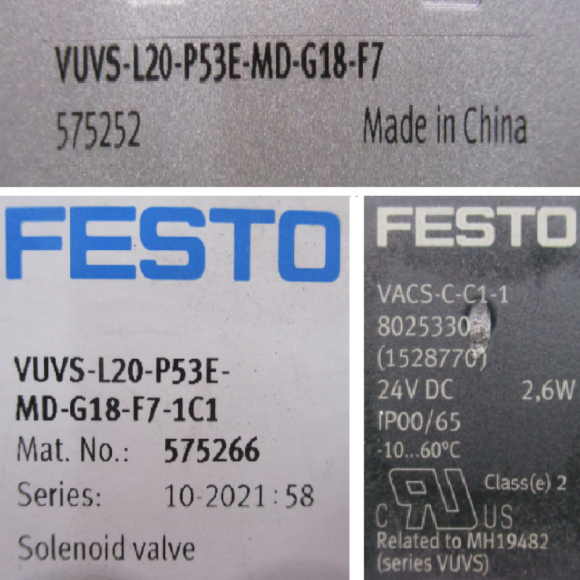 VUVS-L20-P53E-MD-G18-F7
575252 Made in China
FESTO
VUVS-L20-P53E-
MD-G18-F7-1C1
Mat. No.: 575266
Series: 10-2021:58
Solenoid valve
FESTO
VACS-C-C1-1
8025330
(1528770)
24V DC 2,6W
IP00/65
-10...60°C
Class(e) 2
C RU US
Related to MH19482
(series VUVS)